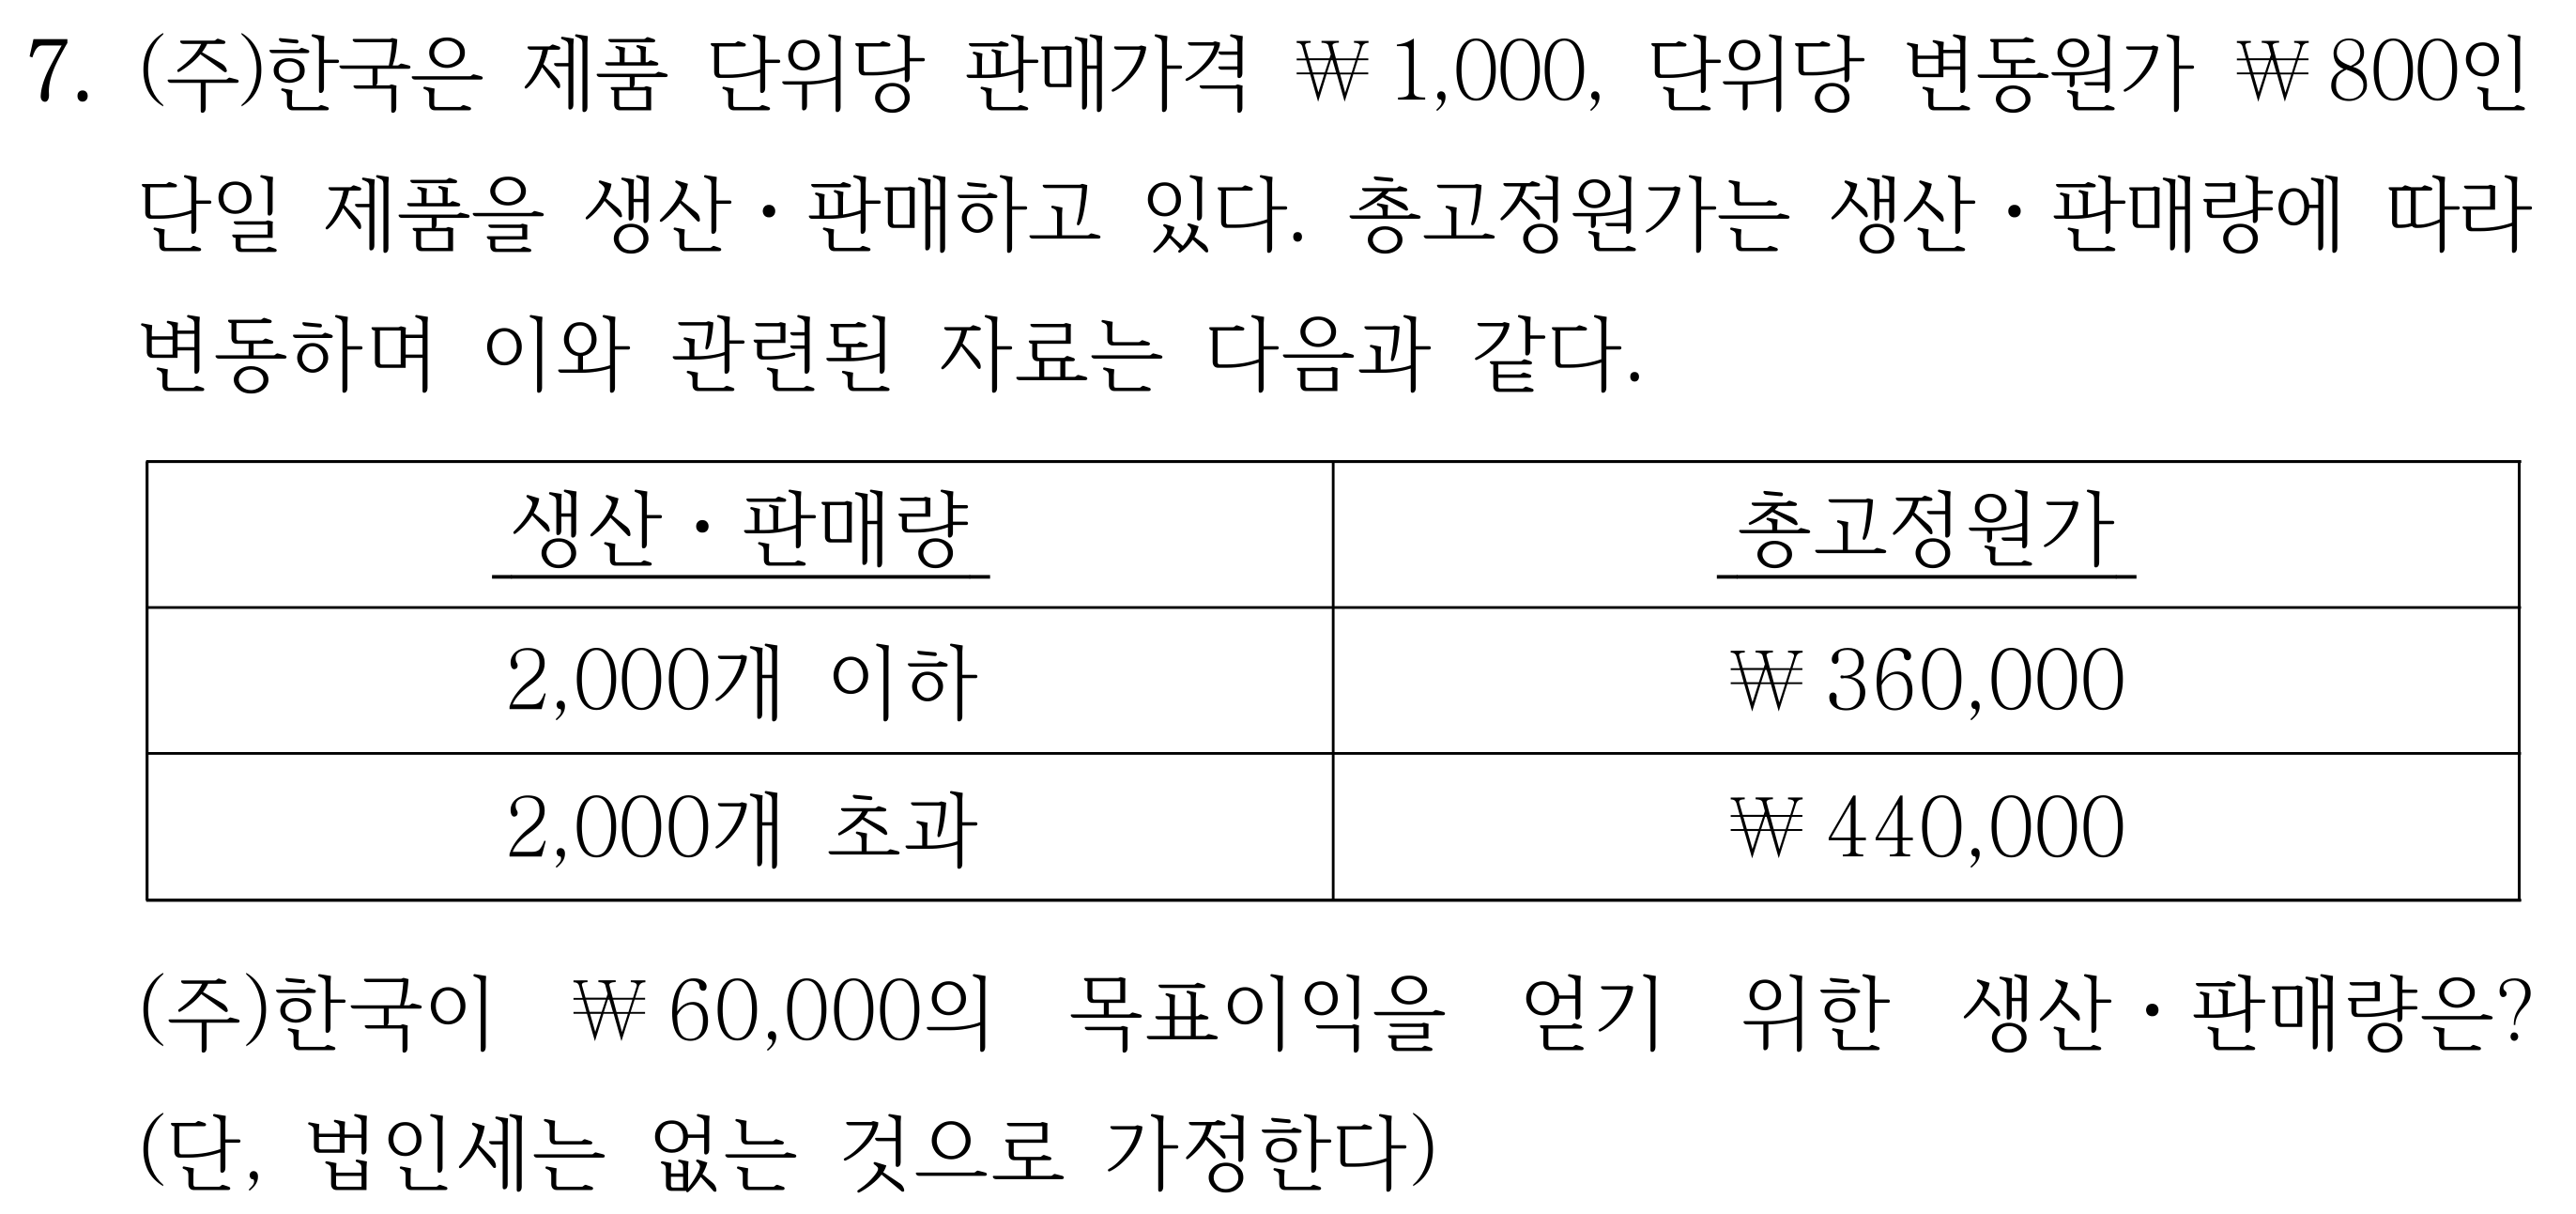 7. (주)한국은 제품 단위당 판매가격 ₩1,000, 단위당 변동원가 ₩800인
단일 제품을 생산・판매하고 있다. 총고정원가는 생산・판매량에 따라
변동하며 이와 관련된 자료는 다음과 같다.
생산・판매량 총고정원가
2,000개 이하 ₩360,000
2,000개 초과 ₩440,000
(주)한국이 ₩60,000의 목표이익을 얻기 위한 생산・판매량은?
(단, 법인세는 없는 것으로 가정한다)